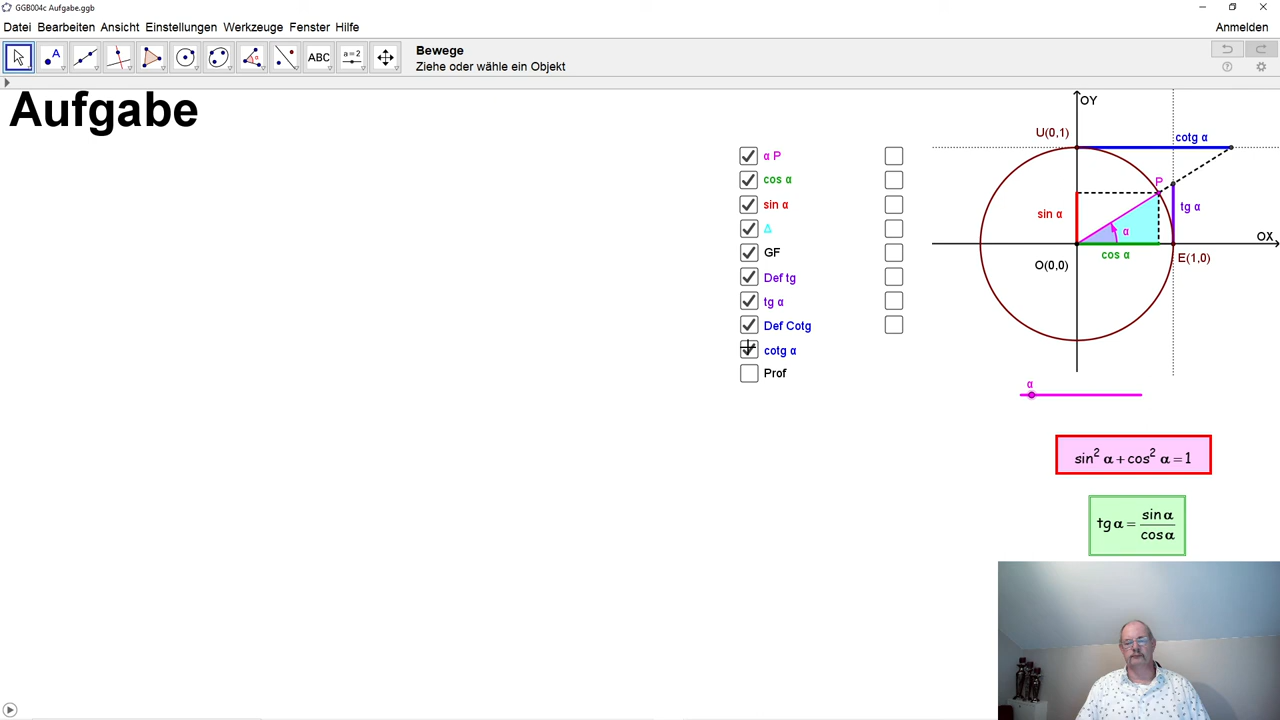 GGB004c Aufgabe.ggb
Datei Bearbeiten Ansicht Einstellungen Werkzeuge Fenster Hilfe Anmelden
A ABC a=2
Bewege
Ziehe oder wähle ein Objekt
Aufgabe
α P
cos α
sin α
Δ
GF
Def tg
tg α
Def Cotg
cotg α
Prof
OY
U(0,1)
cotg α
P
sin α
tg α
α
OX
cos α
O(0,0)
E(1,0)
α
sin² α + cos² α = 1
tg α = sin α / cos α